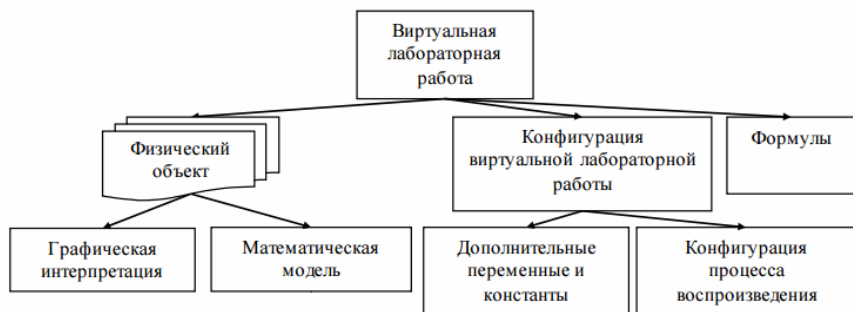 Виртуальная
лабораторная
работа
Физический
объект
Конфигурация
виртуальной лабораторной
работы
Формулы
Графическая
интерпретация
Математическая
модель
Дополнительные
переменные и
константы
Конфигурация
процесса
воспроизведения